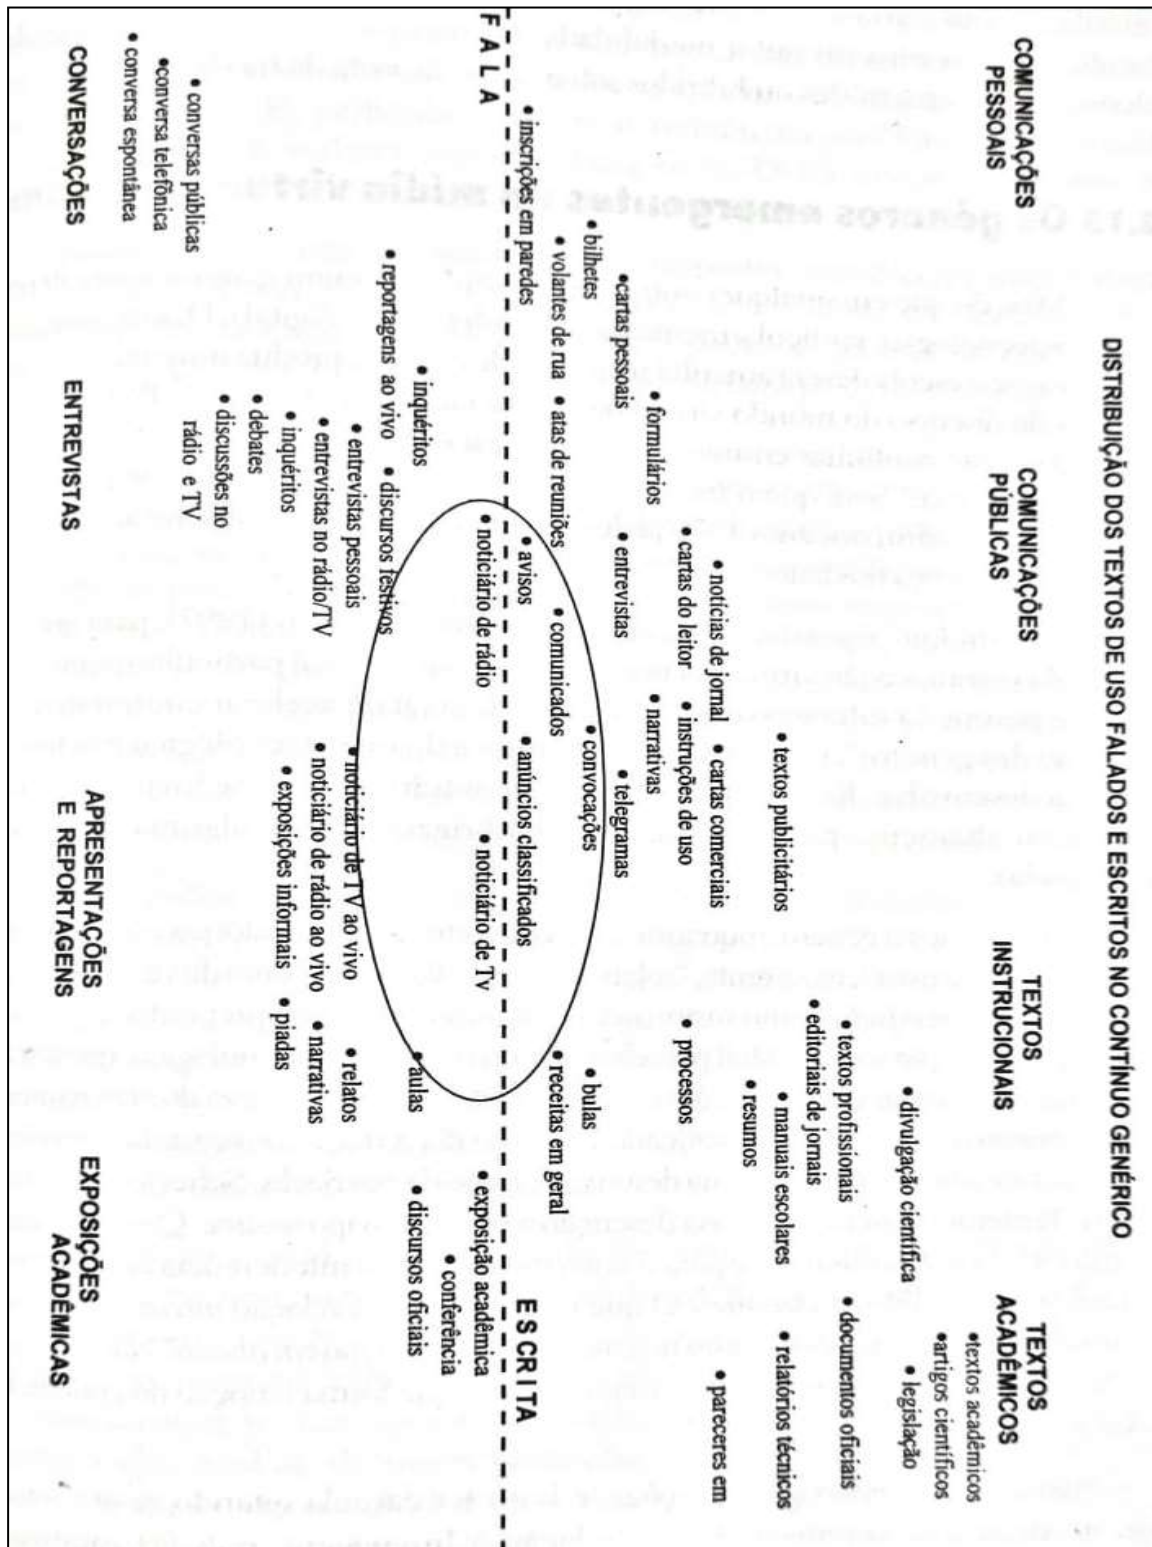 DISTRIBUIÇÃO DOS TEXTOS DE USO FALADOS E ESCRITOS NO CONTÍNUO GENÉRICO
COMUNICAÇÕES
PESSOAIS
COMUNICAÇÕES
PÚBLICAS
TEXTOS
INSTRUCIONAIS
TEXTOS
ACADÊMICOS
•textos acadêmicos
•artigos científicos
• divulgação científica • legislação
• textos profissionais • documentos oficiais
• editoriais de jornais
• textos publicitários • manuais escolares • relatórios técnicos
• resumos
• notícias de jornal • cartas comerciais • pareceres em
• cartas do leitor • instruções de uso • processos
• formulários • narrativas
•cartas pessoais • entrevistas • telegramas
• bilhetes • convocações • bulas
• volantes de rua • atas de reuniões • comunicados • receitas em geral
• inscrições em paredes • avisos • anúncios classificados ESCRITA
FALA
• noticiário de rádio • noticiário de Tv • exposição acadêmica
• conferência
• inquérios • aulas • discursos oficiais
• reportagens ao vivo • discursos festivos
• entrevistas pessoais • noticiário de TV ao vivo • relatos
• entrevistas no rádio/TV • noticiário de rádio ao vivo • narrativas
• inquéritos • exposições informais • piadas
• debates
• discussões no
rádio e TV
• conversas públicas
•conversa telefônica
• conversa espontânea
CONVERSAÇÕES
ENTREVISTAS
APRESENTAÇÕES
E REPORTAGENS
EXPOSIÇÕES
ACADÊMICAS